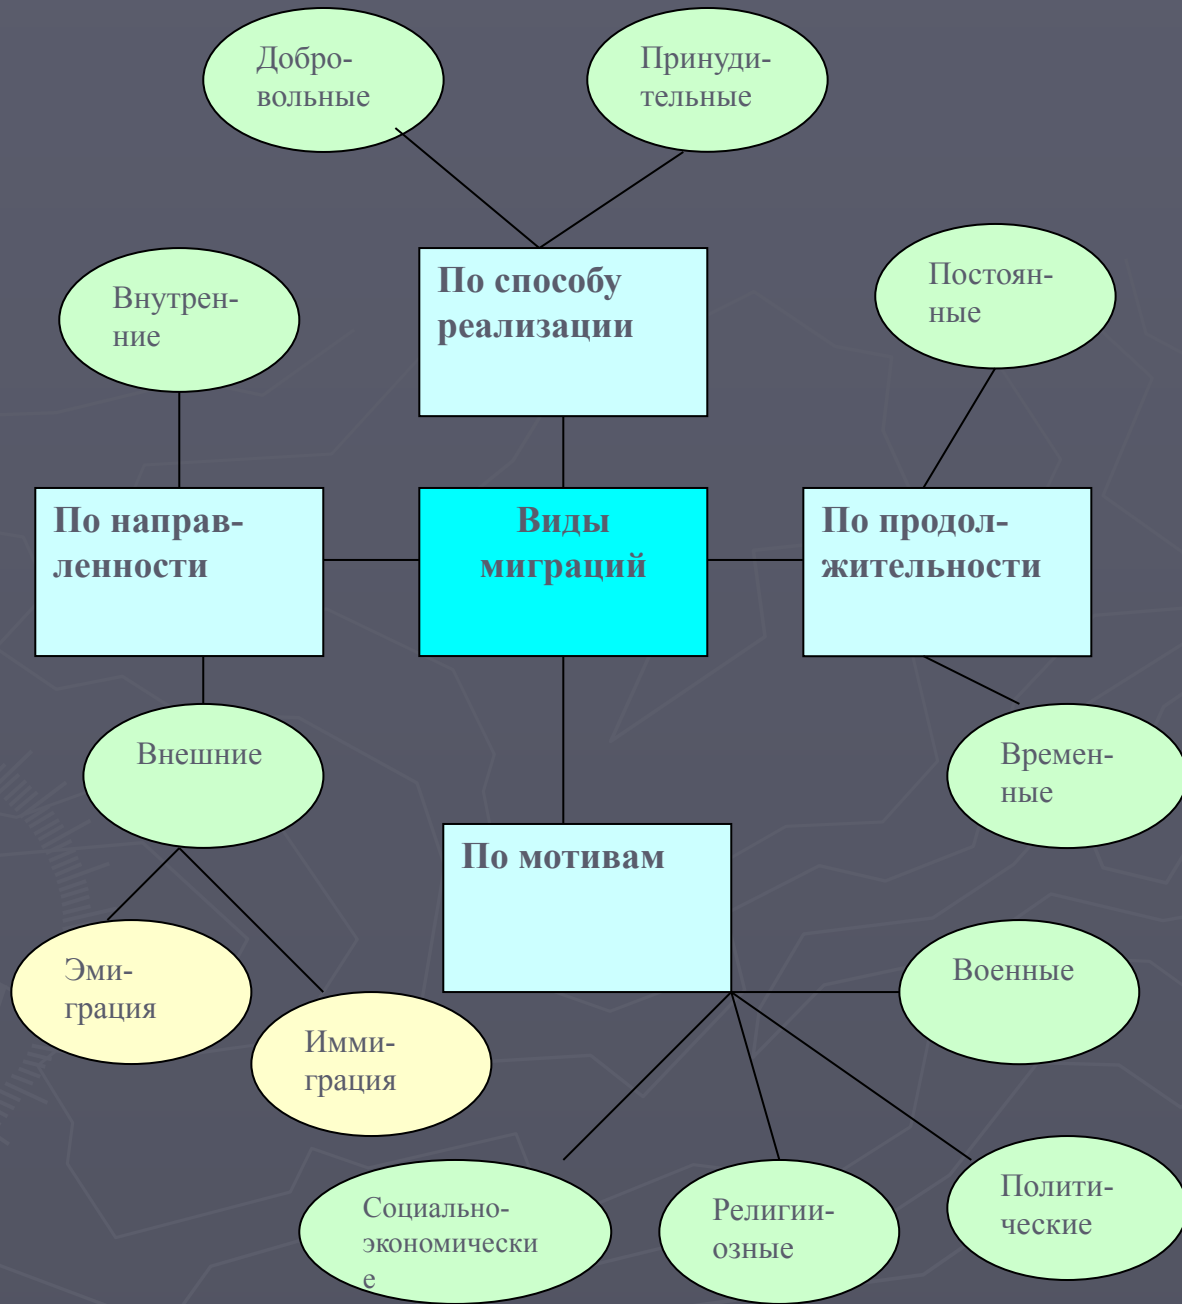 Добро-
вольные
Принуди-
тельные
По способу
реализации
Внутрен-
ние
Постоян-
ные
По направ-
ленности
Виды
миграций
По продол-
жительности
Внешние
Времен-
ные
По мотивам
Эми-
грация
Имми-
грация
Военные
Социально-
экономически
е
Религии-
озные
Полити-
ческие